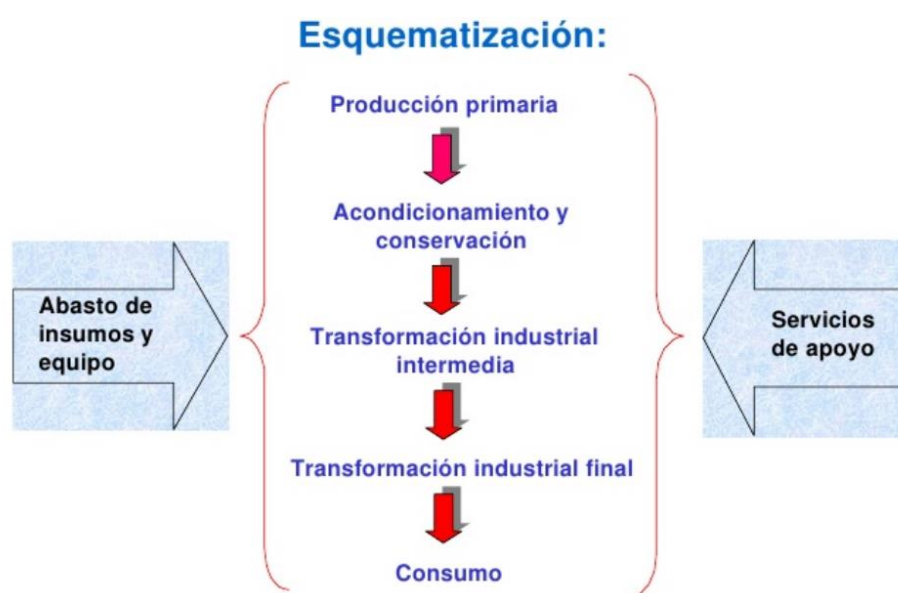 Esquematización:
Producción primaria
Acondicionamiento y
conservación
Abasto de
insumos y
equipo
Transformación industrial
intermedia
Servicios
de apoyo
Transformación industrial final
Consumo